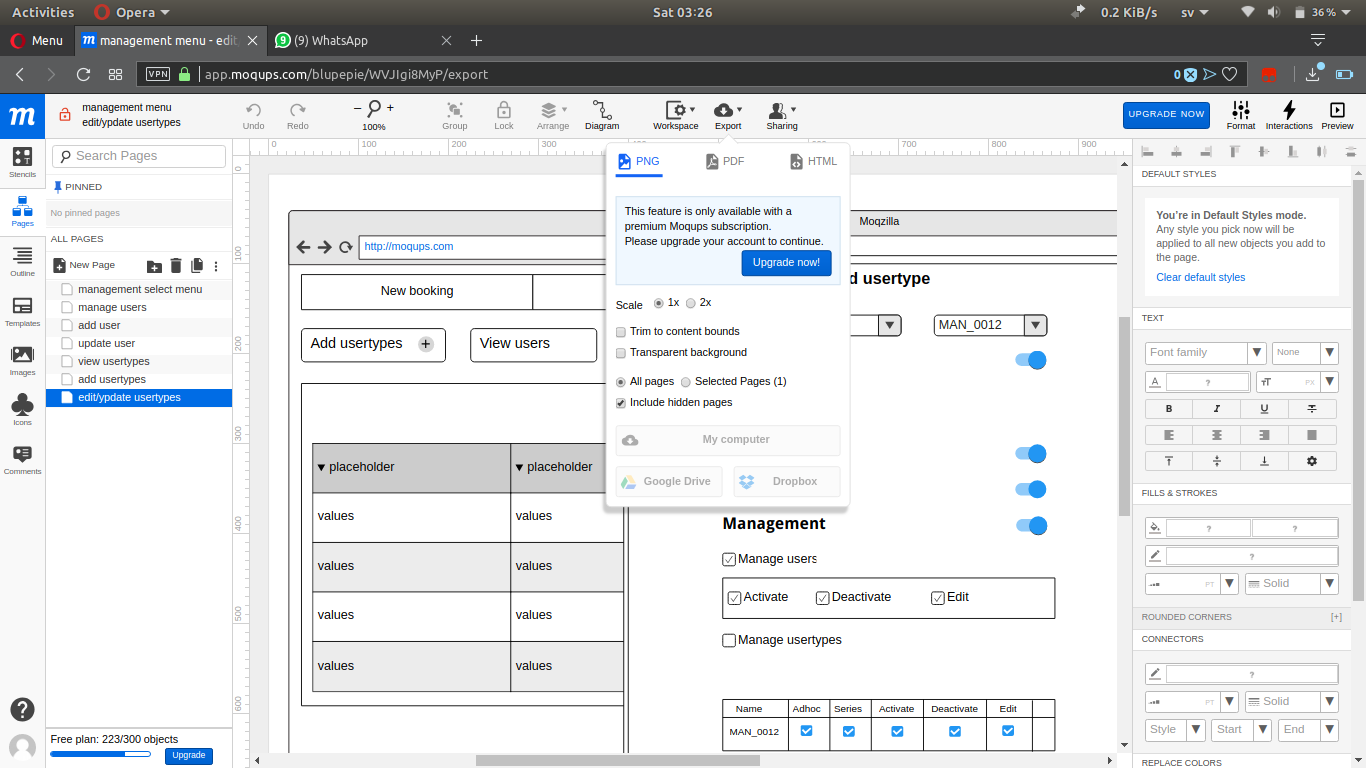 Activities
Opera
Sat 03:26
0.2 KiB/s
sv
36 %
Menu
management menu - edit
(9) WhatsApp
VPN
app.moqups.com/blupepie/WVJIgi8MyP/export
0
management menu
edit/ypdate usertypes
Undo
Redo
100%
Group
Lock
Arrange
Diagram
Workspace
Export
Sharing
UPGRADE NOW
Format
Interactions
Preview
Stencils
Pages
Outline
Templates
Images
Icons
Comments
Search Pages
PINNED
No pinned pages
ALL PAGES
New Page
management select menu
manage users
add user
update user
view usertypes
add usertypes
edit/ypdate usertypes
Free plan: 223/300 objects
Upgrade
0
100
200
300
700
800
900
0
100
200
300
400
500
600
http://moqups.com
Moqzilla
New booking
Add usertypes
View users
placeholder
placeholder
values
values
values
values
values
values
values
values
PNG
PDF
HTML
This feature is only available with a
premium Moqups subscription.
Please upgrade your account to continue.
Upgrade now!
Scale
1x
2x
Trim to content bounds
Transparent background
All pages
Selected Pages (1)
Include hidden pages
My computer
Google Drive
Dropbox
d usertype
MAN_0012
Management
Manage users
Activate
Deactivate
Edit
Manage usertypes
Name
Adhoc
Series
Activate
Deactivate
Edit
MAN_0012
DEFAULT STYLES
You're in Default Styles mode.
Any style you pick now will be
applied to all new objects you add to
the page.
Clear default styles
TEXT
Font family
None
?
PX
B
I
U
FILLS & STROKES
?
?
?
PT
Solid
ROUNDED CORNERS
[+]
CONNECTORS
?
PT
Solid
Style
Start
End
REPLACE COLORS